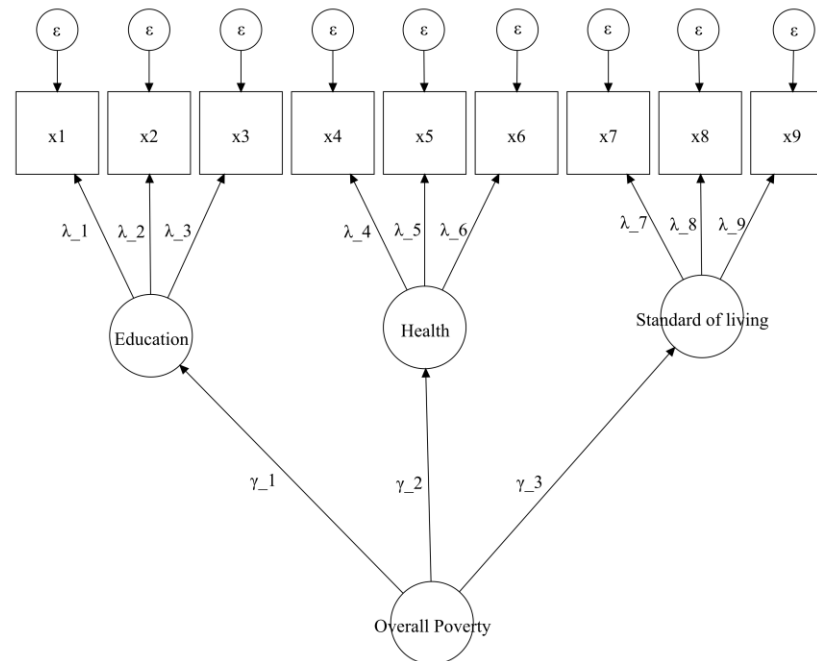 ε ε ε ε ε ε ε ε ε
x1 x2 x3 x4 x5 x6 x7 x8 x9
λ_1 λ_2 λ_3 λ_4 λ_5 λ_6 λ_7 λ_8 λ_9
Education Health Standard of living
γ_1 γ_2 γ_3
Overall Poverty